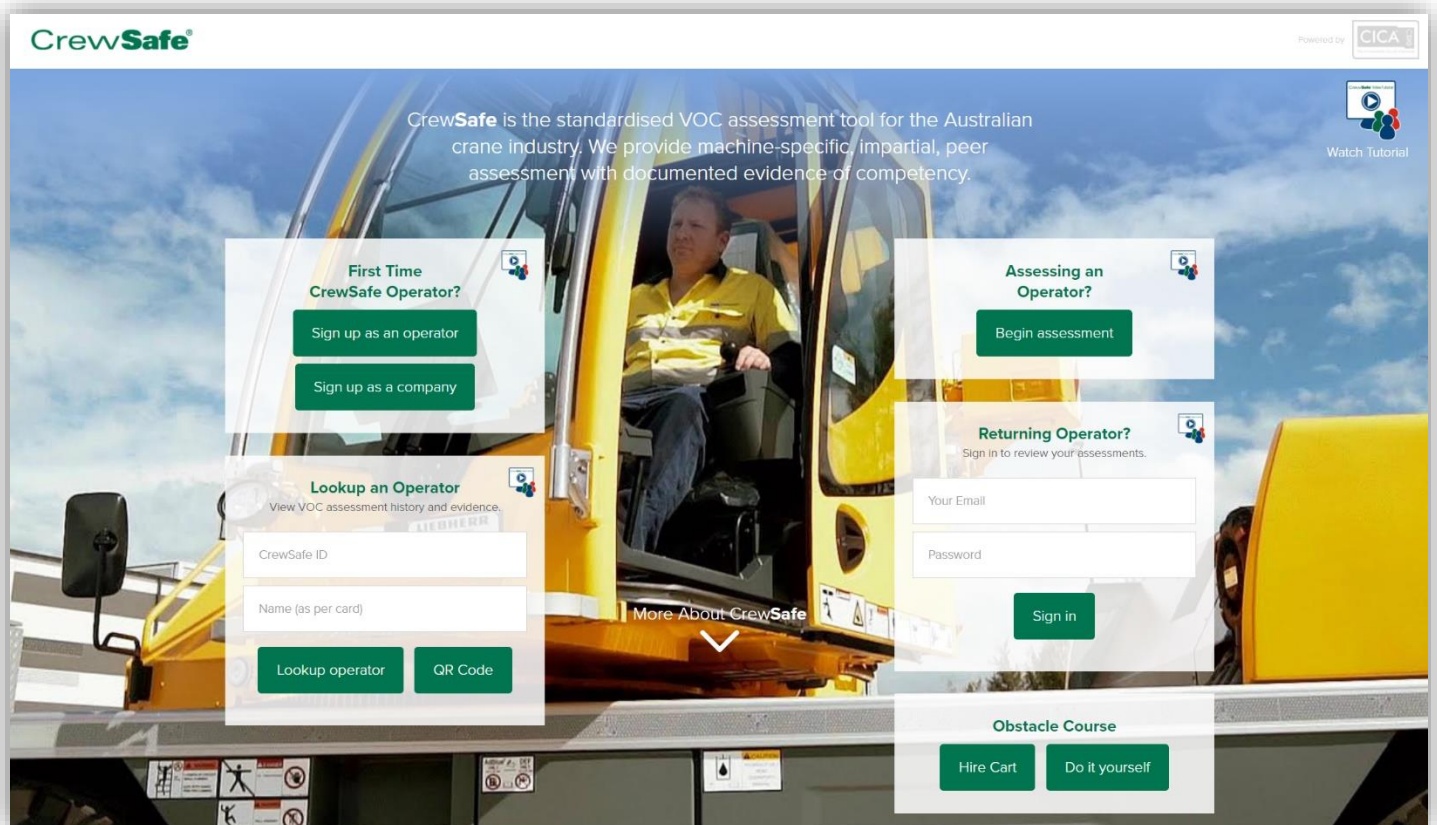 CrewSafe®
Powered by
CICA
CrewSafe is the standardised VOC assessment tool for the Australian
crane industry. We provide machine-specific, impartial, peer
assessment with documented evidence of competency.
Watch Tutorial
First Time
CrewSafe Operator?
Sign up as an operator
Sign up as a company
Lookup an Operator
View VOC assessment history and evidence.
LIEBHERR
CrewSafe ID
Name (as per card)
Lookup operator
QR Code
More About CrewSafe
Assessing an
Operator?
Begin assessment
Returning Operator?
Sign in to review your assessments.
Your Email
Password
Sign in
Obstacle Course
Hire Cart
Do it yourself